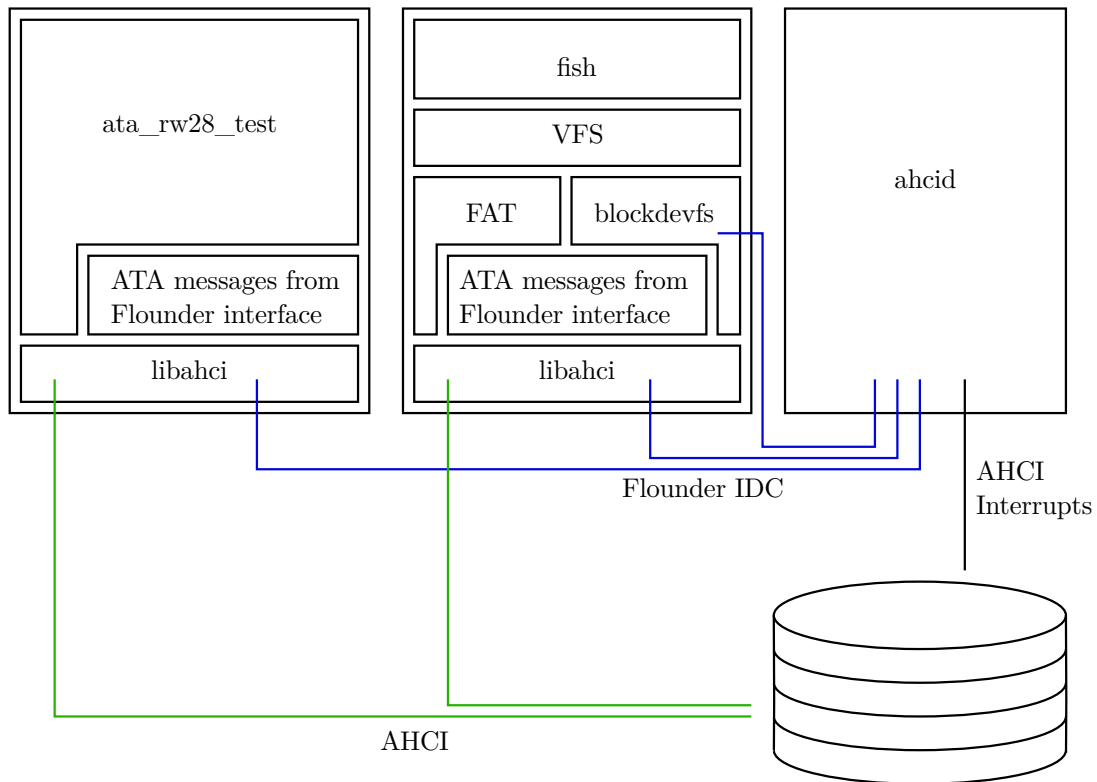 ata_rw28_test
ATA messages from
Flounder interface
libahci
fish
VFS
FAT
blockdevfs
ATA messages from
Flounder interface
libahci
ahcid
Flounder IDC
AHCI
Interrupts
AHCI